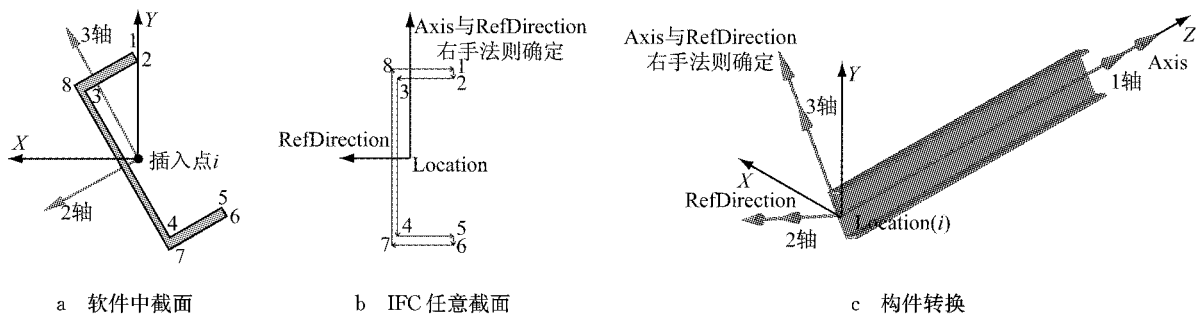 3轴
Y
1
2
8
3
X
插入点i
2轴
4
5
6
7
a 软件中截面
Axis与RefDirection
右手法则确定
8
1
3
2
RefDirection
Location
4
5
7
6
b IFC任意截面
Axis与RefDirection
右手法则确定
Y
3轴
Z
Axis
1轴
X
RefDirection
2轴
Location(i)
c 构件转换